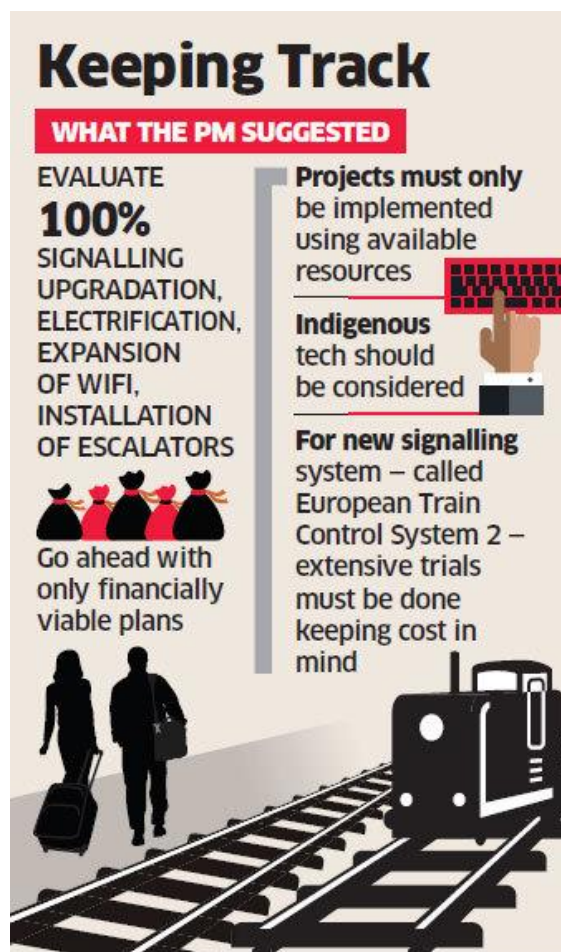 Keeping Track
WHAT THE PM SUGGESTED
EVALUATE
100%
SIGNALLING
UPGRADATION,
ELECTRIFICATION,
EXPANSION
OF WIFI,
INSTALLATION
OF ESCALATORS
Go ahead with
only financially
viable plans
Projects must only
be implemented
using available
resources
Indigenous
tech should
be considered
For new signalling
system – called
European Train
Control System 2 –
extensive trials
must be done
keeping cost in
mind